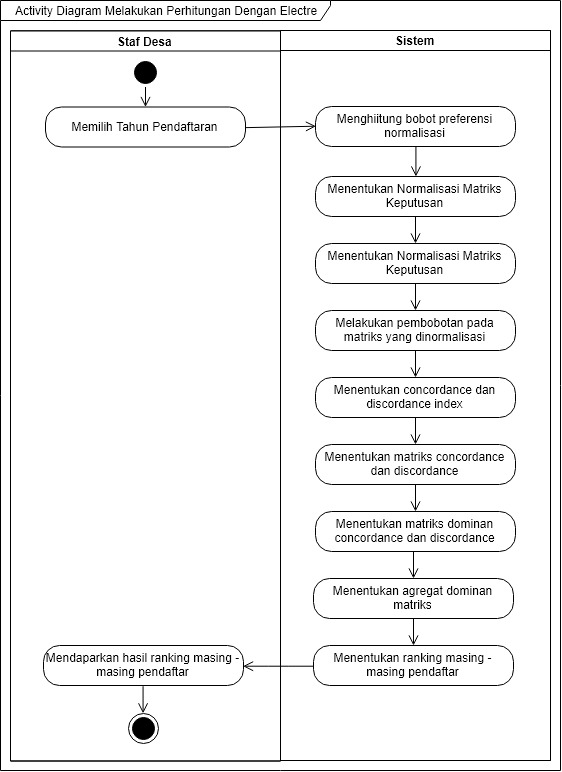 Activity Diagram Melakukan Perhitungan Dengan Electre
Staf Desa
Sistem
Memilih Tahun Pendaftaran
Menghiitung bobot preferensi
normalisasi
Menentukan Normalisasi Matriks
Keputusan
Menentukan Normalisasi Matriks
Keputusan
Melakukan pembobotan pada
matriks yang dinormalisasi
Menentukan concordance dan
discordance index
Menentukan matriks concordance
dan discordance
Menentukan matriks dominan
concordance dan discordance
Menentukan agregat dominan
matriks
Menentukan ranking masing -
masing pendaftar
Mendaparkan hasil ranking masing -
masing pendaftar